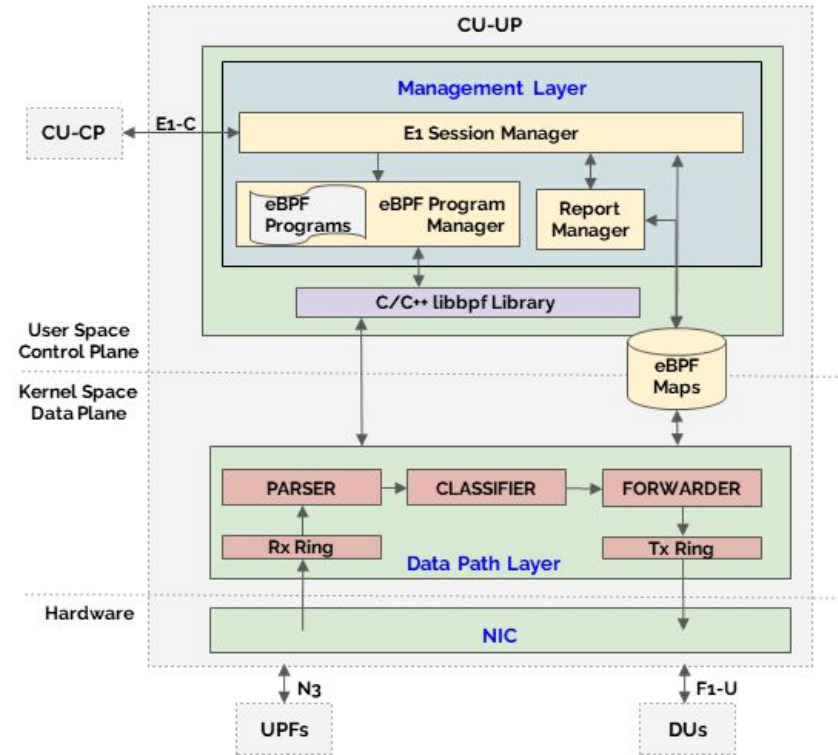 CU-UP
Management Layer
CU-CP
E1-C
E1 Session Manager
eBPF
Programs
eBPF Program
Manager
Report
Manager
C/C++ libbpf Library
User Space
Control Plane
eBPF
Maps
Kernel Space
Data Plane
PARSER
CLASSIFIER
FORWARDER
Rx Ring
Tx Ring
Data Path Layer
Hardware
NIC
N3
F1-U
UPFs
DUs